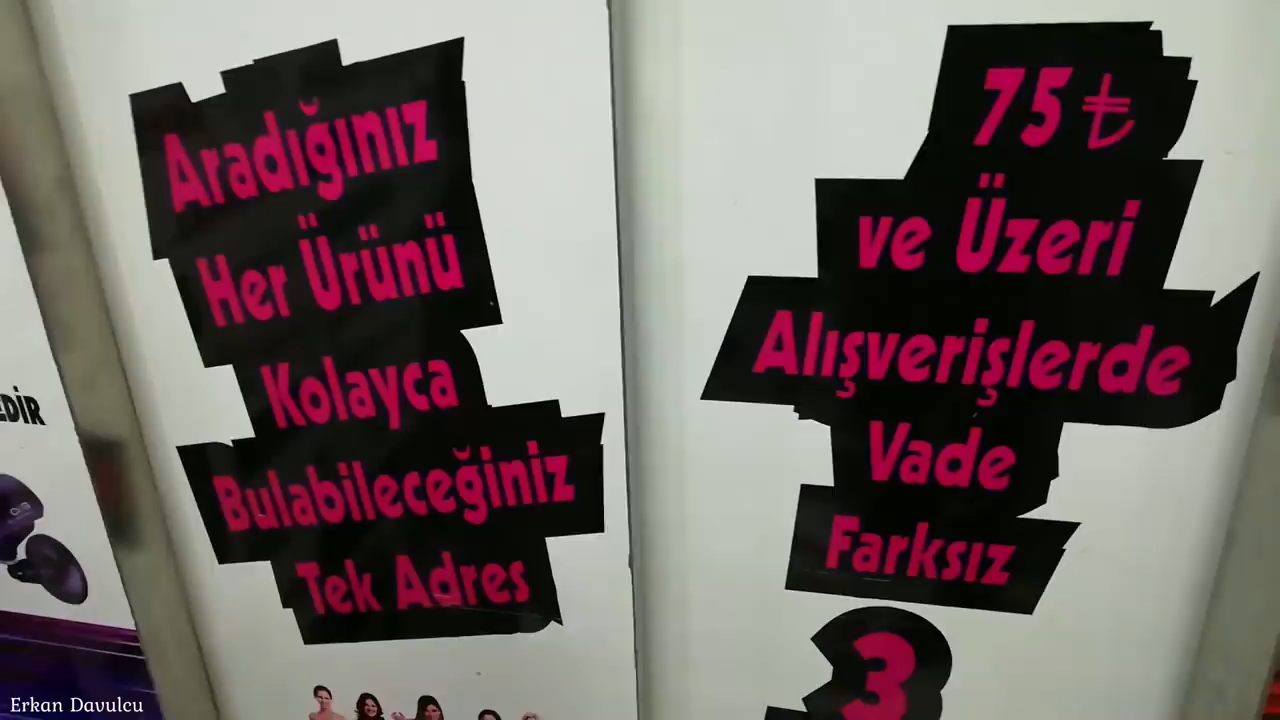 Aradığınız
Her Ürünü
Kolayca
Bulabileceğiniz
Tek Adres
75 ₺
ve Üzeri
Alışverişlerde
Vade
Farksız
3
EDİR
Erkan Davulcu